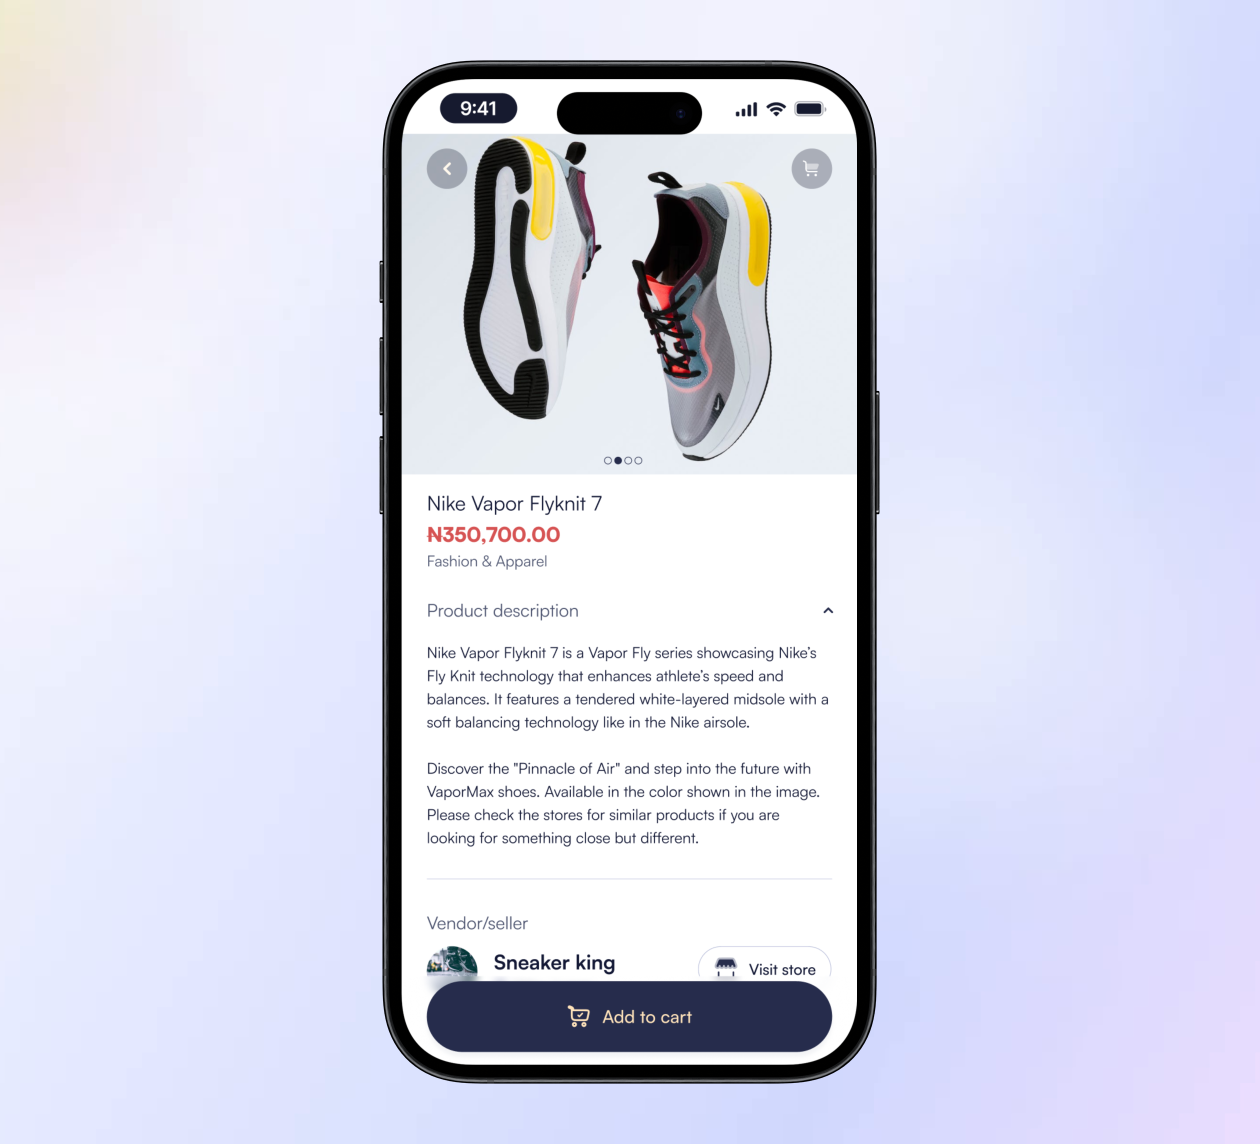 9:41
Nike Vapor Flyknit 7
₦350,700.00
Fashion & Apparel
Product description
Nike Vapor Flyknit 7 is a Vapor Fly series showcasing Nike’s
Fly Knit technology that enhances athlete’s speed and
balances. It features a tendered white-layered midsole with a
soft balancing technology like in the Nike airsole.
Discover the "Pinnacle of Air" and step into the future with
VaporMax shoes. Available in the color shown in the image.
Please check the stores for similar products if you are
looking for something close but different.
Vendor/seller
Sneaker king
Visit store
Add to cart